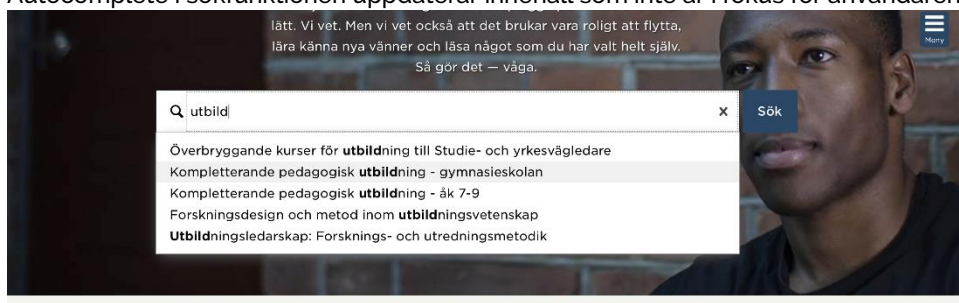 Autocomplete i sökfunktionen uppdaterar innehåll som inte är i fokus för användaren
lätt. Vi vet. Men vi vet också att det brukar vara roligt att flytta,
lära känna nya vänner och läsa något som du har valt helt själv.
Så gör det — våga.
Meny
utbild
x
Sök
Överbryggande kurser för utbildning till Studie- och yrkesvägledare
Kompletterande pedagogisk utbildning - gymnasieskolan
Kompletterande pedagogisk utbildning - åk 7-9
Forskningsdesign och metod inom utbildningsvetenskap
Utbildningsledarskap: Forsknings- och utredningsmetodik